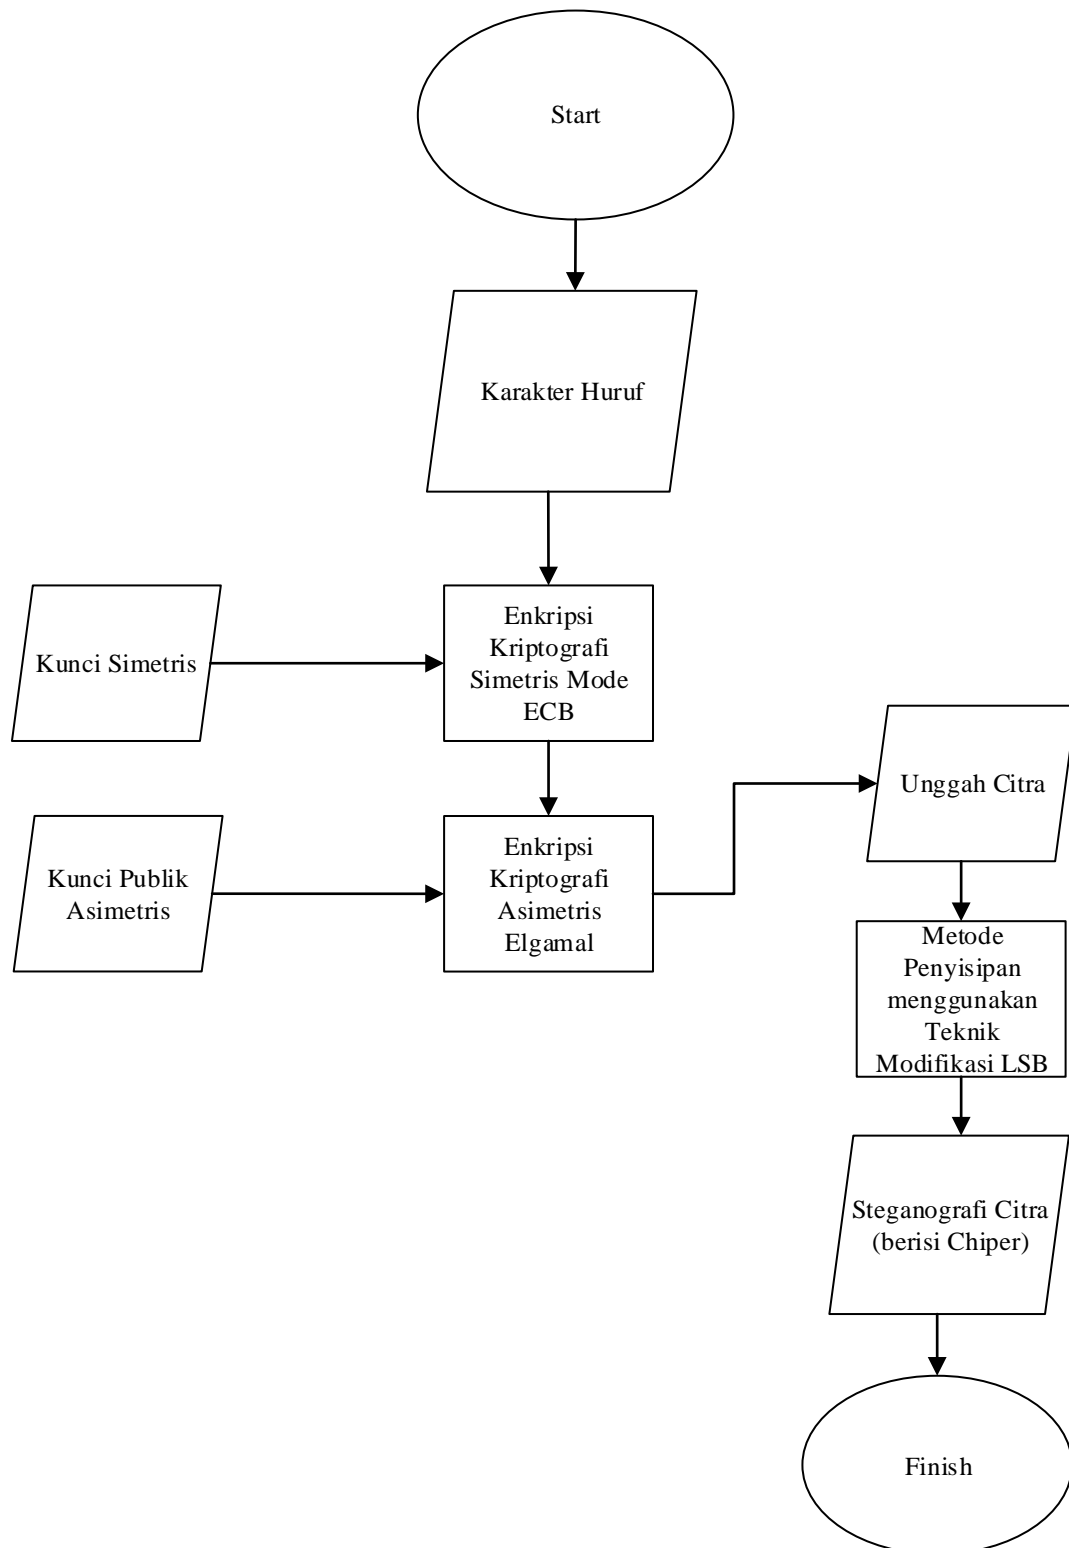 Start
Karakter Huruf
Kunci Simetris
Enkripsi
Kriptografi
Simetris Mode
ECB
Kunci Publik
Asimetris
Enkripsi
Kriptografi
Asimetris
Elgamal
Unggah Citra
Metode
Penyisipan
menggunakan
Teknik
Modifikasi LSB
Steganografi Citra
(berisi Chiper)
Finish